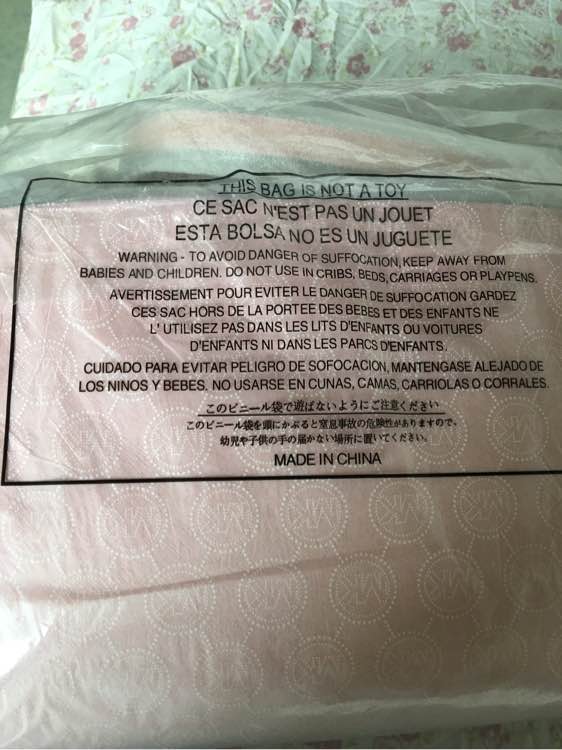 THIS BAG IS NOT A TOY
CE SAC N'EST PAS UN JOUET
ESTA BOLSA NO ES UN JUGUETE
WARNING - TO AVOID DANGER OF SUFFOCATION, KEEP AWAY FROM
BABIES AND CHILDREN. DO NOT USE IN CRIBS, BEDS, CARRIAGES OR PLAYPENS.
AVERTISSEMENT POUR EVITER LE DANGER DE SUFFOCATION GARDEZ
CES SAC HORS DE LA PORTEE DES BEBES ET DES ENFANTS NE
L' UTILISEZ PAS DANS LES LITS D'ENFANTS OU VOITURES
D'ENFANTS NI DANS LES PARCS D'ENFANTS.
CUIDADO PARA EVITAR PELIGRO DE SOFOCACION, MANTENGASE ALEJADO DE
LOS NINOS Y BEBES. NO USARSE EN CUNAS, CAMAS, CARRIOLAS O CORRALES.
このビニール袋で遊ばないようにご注意ください
このビニール袋を頭にかぶると窒息事故の危険性がありますので、
幼児や子供の手の届かない場所に置いてください。
MADE IN CHINA
MK MK MK MK MK